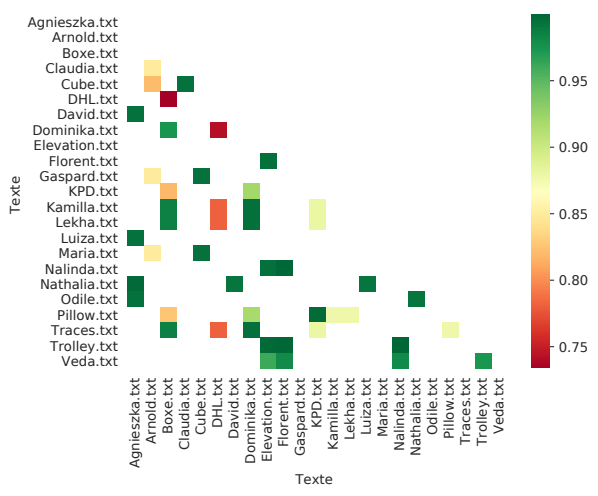 Agnieszka.txt
Arnold.txt
Boxe.txt
Claudia.txt
Cube.txt
DHL.txt
David.txt
Dominika.txt
Elevation.txt
Florent.txt
Gaspard.txt
KPD.txt
Kamilla.txt
Lekha.txt
Luiza.txt
Maria.txt
Nalinda.txt
Nathalia.txt
Odile.txt
Pillow.txt
Traces.txt
Trolley.txt
Veda.txt
Texte
Agnieszka.txt
Arnold.txt
Boxe.txt
Claudia.txt
Cube.txt
DHL.txt
David.txt
Dominika.txt
Elevation.txt
Florent.txt
Gaspard.txt
KPD.txt
Kamilla.txt
Lekha.txt
Luiza.txt
Maria.txt
Nalinda.txt
Nathalia.txt
Odile.txt
Pillow.txt
Traces.txt
Trolley.txt
Veda.txt
Texte
0.95
0.90
0.85
0.80
0.75